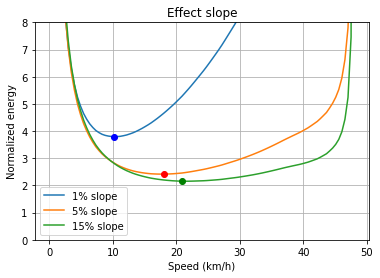 Effect slope
Normalized energy
8
7
6
5
4
3
2
1
0
1% slope
5% slope
15% slope
0 10 20 30 40 50
Speed (km/h)